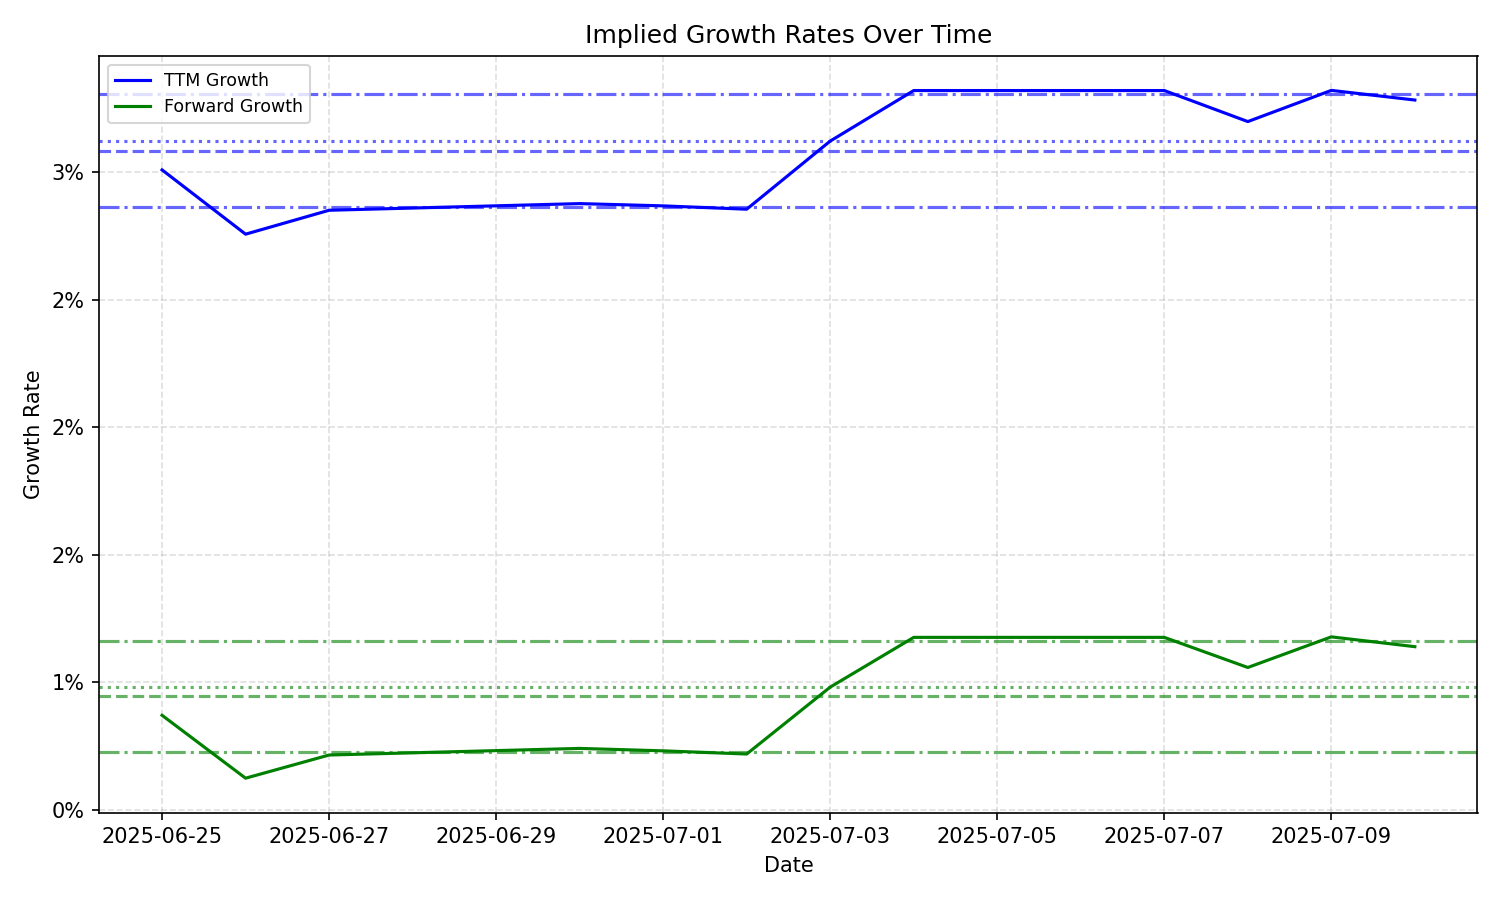 Implied Growth Rates Over Time
TTM Growth
Forward Growth
Growth Rate
3%
2%
2%
2%
1%
0%
2025-06-25
2025-06-27
2025-06-29
2025-07-01
2025-07-03
2025-07-05
2025-07-07
2025-07-09
Date